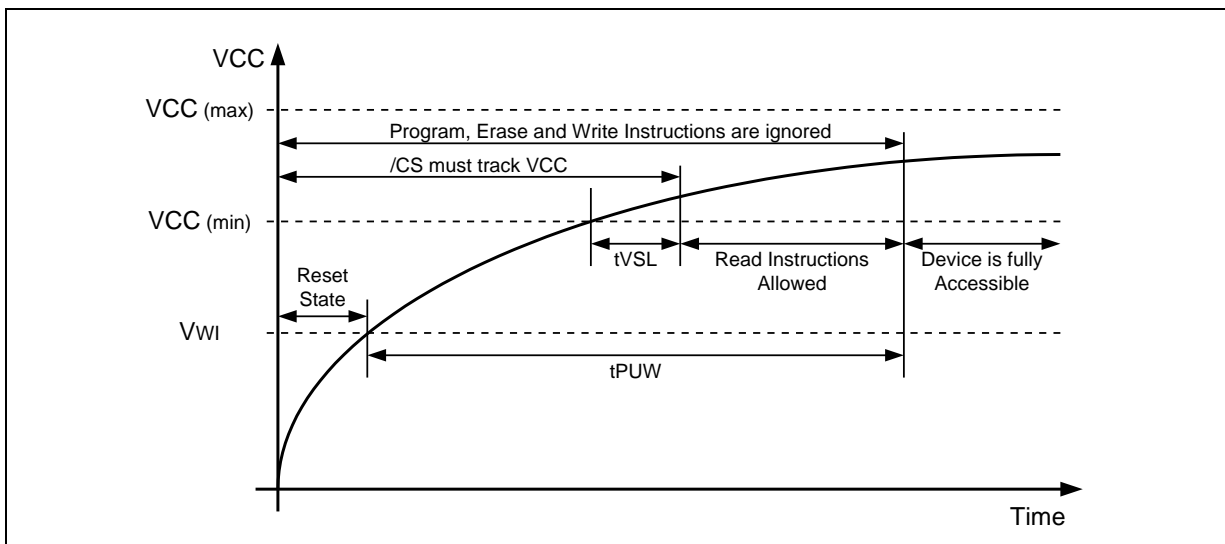 VCC
VCC (max)
Program, Erase and Write Instructions are ignored
/CS must track VCC
VCC (min)
tVSL
Read Instructions
Allowed
Device is fully
Accessible
Reset
State
VWI
tPUW
Time